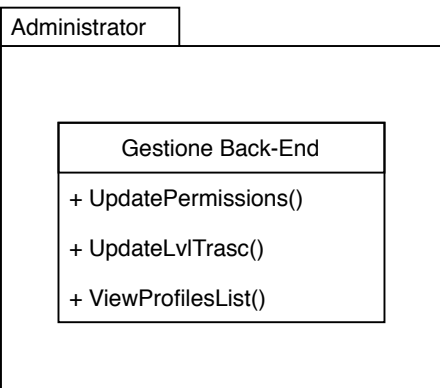 Administrator
Gestione Back-End
+ UpdatePermissions()
+ UpdateLvlTrasc()
+ ViewProfilesList()